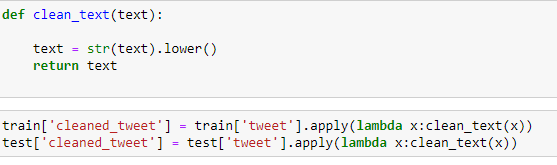 def clean_text(text):
    text = str(text).lower()
    return text
train['cleaned_tweet'] = train['tweet'].apply(lambda x:clean_text(x))
test['cleaned_tweet'] = test['tweet'].apply(lambda x:clean_text(x))